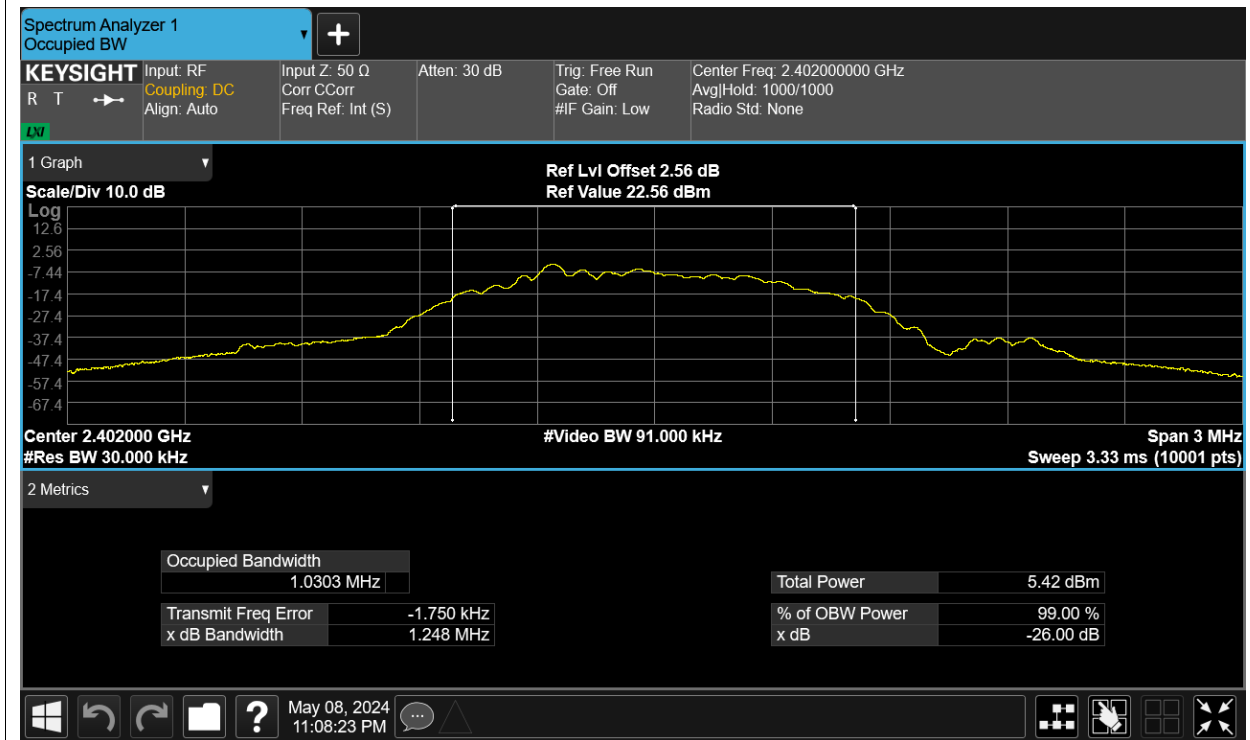 Spectrum Analyzer 1
Occupied BW
KEYSIGHT
R T
LXI
Input: RF
Coupling: DC
Align: Auto
Input Z: 50 Ω
Corr CCorr
Freq Ref: Int (S)
Atten: 30 dB
Trig: Free Run
Gate: Off
#IF Gain: Low
Center Freq: 2.402000000 GHz
Avg|Hold: 1000/1000
Radio Std: None
1 Graph
Scale/Div 10.0 dB
Ref Lvl Offset 2.56 dB
Ref Value 22.56 dBm
Log
12.6
2.56
-7.44
-17.4
-27.4
-37.4
-47.4
-57.4
-67.4
Center 2.402000 GHz
#Video BW 91.000 kHz
Span 3 MHz
#Res BW 30.000 kHz
Sweep 3.33 ms (10001 pts)
2 Metrics
Occupied Bandwidth
1.0303 MHz
Total Power 5.42 dBm
Transmit Freq Error -1.750 kHz
% of OBW Power 99.00 %
x dB Bandwidth 1.248 MHz
x dB -26.00 dB
?
May 08, 2024
11:08:23 PM